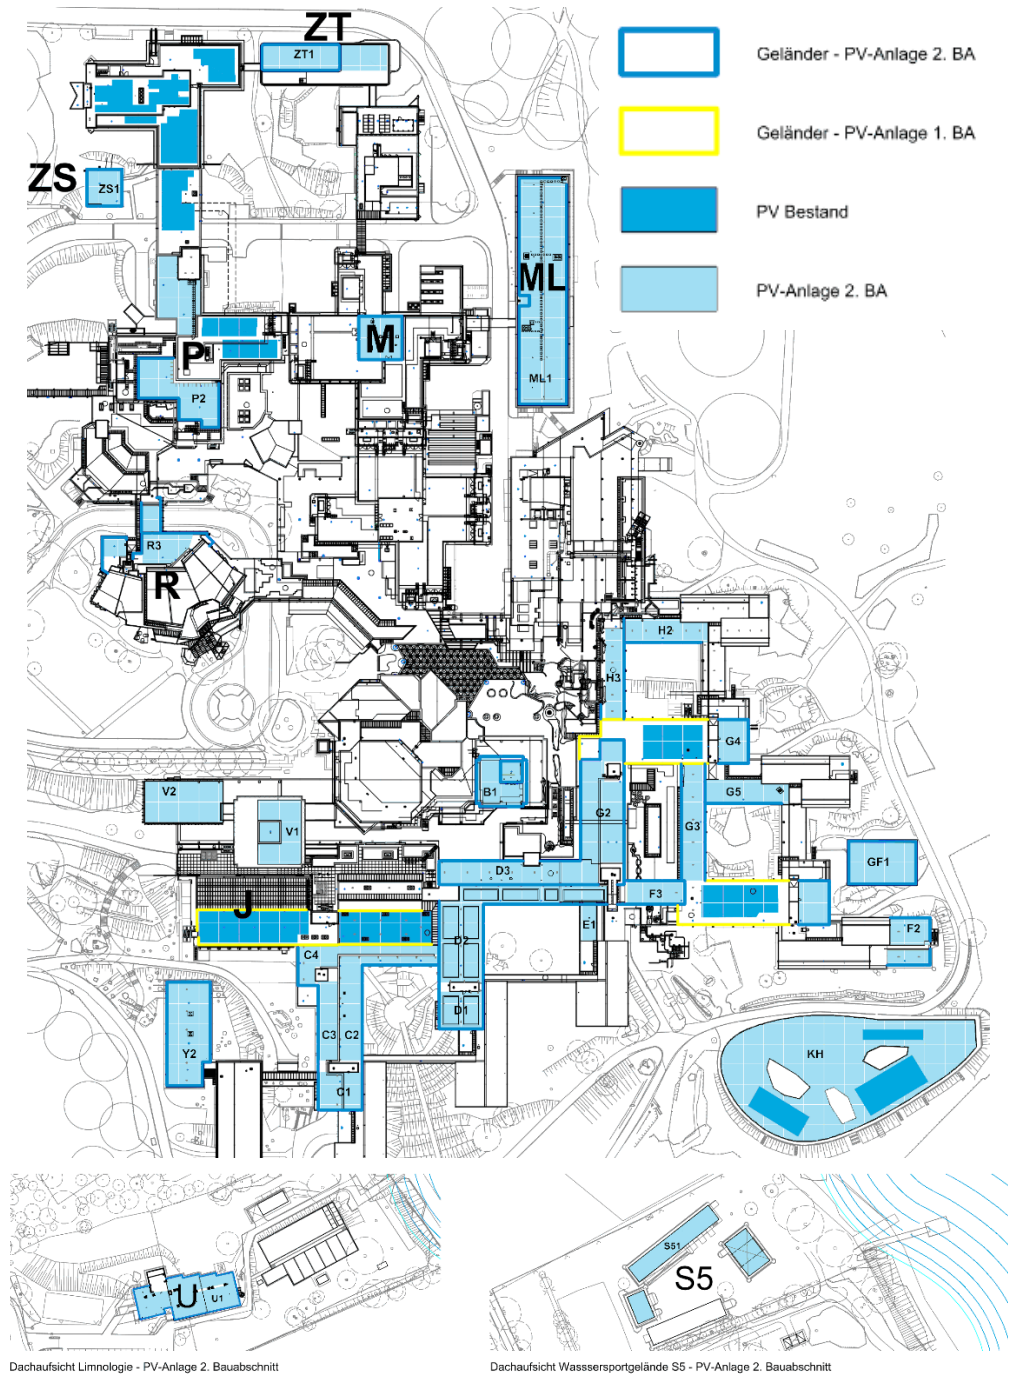 ZT
ZT1
Geländer - PV-Anlage 2. BA
Geländer - PV-Anlage 1. BA
ZS
ZS1
PV Bestand
ML
PV-Anlage 2. BA
P
M
ML1
P2
R3
R
H2
H3
G4
V2
B1
G5
V1
G2
G3
GF1
D3
F3
J
E1
F2
D2
C4
D1
C3
C2
Y2
KH
C1
S51
S5
U
U1
Dachaufsicht Limnologie - PV-Anlage 2. Bauabschnitt
Dachaufsicht Wasssersportgelände S5 - PV-Anlage 2. Bauabschnitt